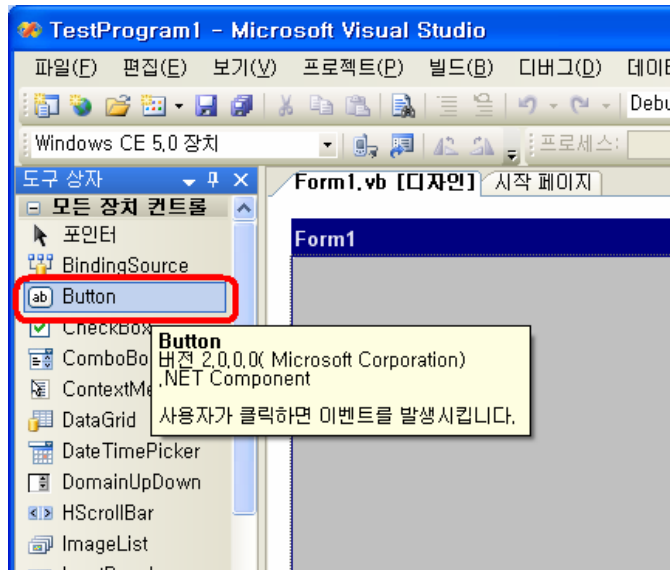 TestProgram1 - Microsoft Visual Studio
파일(F) 편집(E) 보기(V) 프로젝트(P) 빌드(B) 디버그(D)
Debu
Windows CE 5,0 장치 프로세스:
도구 상자
Form1.vb [디자인] 시작 페이지
모든 장치 컨트롤
포인터
Form1
BindingSource
ab Button
CheckBox
Button
버전 2,0,0,0( Microsoft Corporation)
ComboBo
.NET Component
ContextMe
사용자가 클릭하면 이벤트를 발생시킵니다.
DataGrid
DateTimePicker
DomainUpDown
HScrollBar
ImageList